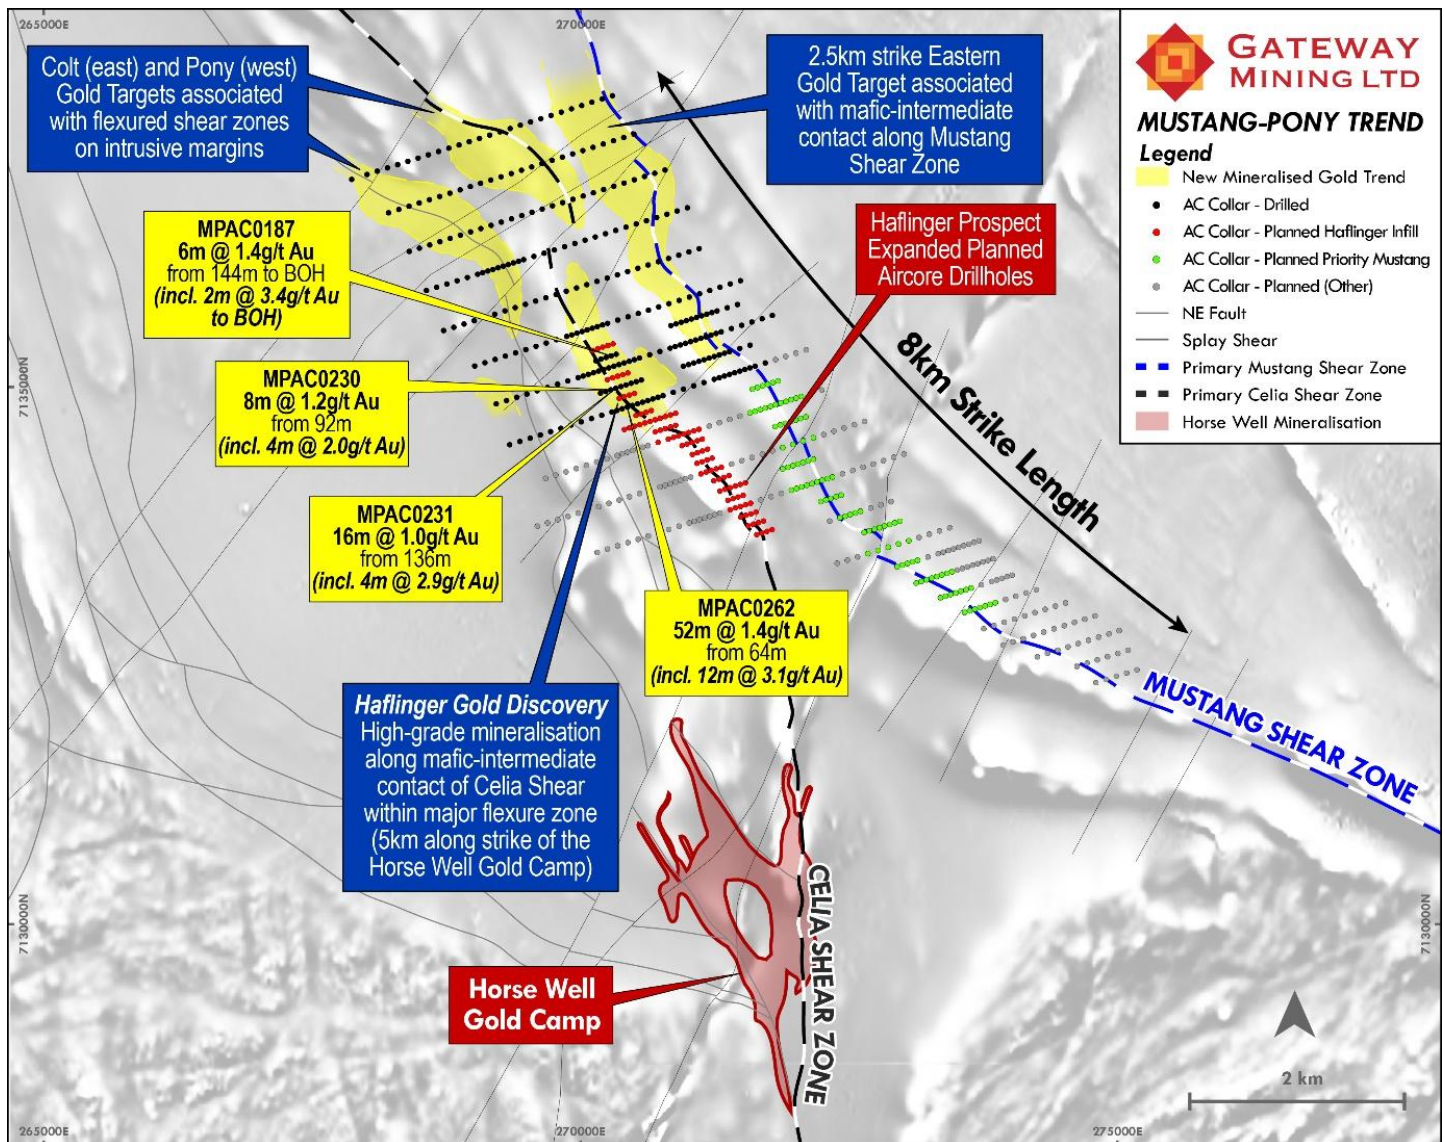 265000E
270000E
GATEWAY
MINING LTD
MUSTANG-PONY TREND
Legend
New Mineralised Gold Trend
AC Collar - Drilled
AC Collar - Planned Haflinger Infill
AC Collar - Planned Priority Mustang
AC Collar - Planned (Other)
NE Fault
Splay Shear
Primary Mustang Shear Zone
Primary Celia Shear Zone
Horse Well Mineralisation
Colt (east) and Pony (west)
Gold Targets associated
with flexured shear zones
on intrusive margins
2.5km strike Eastern
Gold Target associated
with mafic-intermediate
contact along Mustang
Shear Zone
MPAC0187
6m @ 1.4g/t Au
from 144m to BOH
(incl. 2m @ 3.4g/t Au
to BOH)
Haflinger Prospect
Expanded Planned
Aircore Drillholes
8km Strike Length
7135000N
MPAC0230
8m @ 1.2g/t Au
from 92m
(incl. 4m @ 2.0g/t Au)
MPAC0231
16m @ 1.0g/t Au
from 136m
(incl. 4m @ 2.9g/t Au)
MPAC0262
52m @ 1.4g/t Au
from 64m
(incl. 12m @ 3.1g/t Au)
Haflinger Gold Discovery
High-grade mineralisation
along mafic-intermediate
contact of Celia Shear
within major flexure zone
(5km along strike of the
Horse Well Gold Camp)
MUSTANG SHEAR ZONE
CELIA SHEAR ZONE
7130000N
7130000N
Horse Well
Gold Camp
2 km
265000E
270000E
275000E